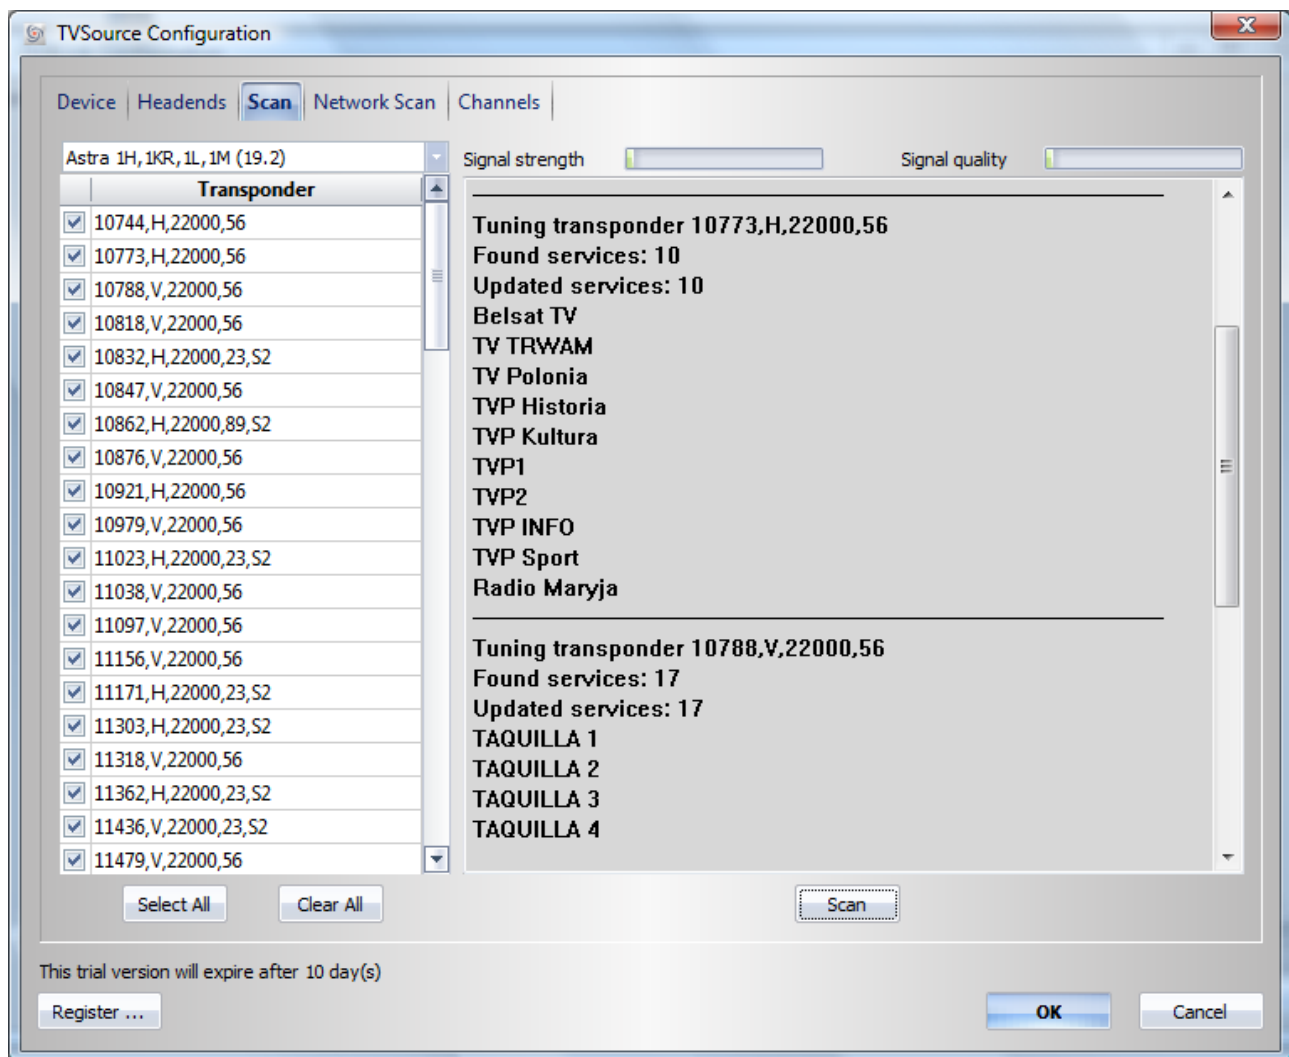 TVSource Configuration
Device Headends Scan Network Scan Channels
Astra 1H,1KR,1L,1M (19.2)
Signal strength
Signal quality
Transponder
10744,H,22000,56
10773,H,22000,56
10788,V,22000,56
10818,V,22000,56
10832,H,22000,23,S2
10847,V,22000,56
10862,H,22000,89,S2
10876,V,22000,56
10921,H,22000,56
10979,V,22000,56
11023,H,22000,23,S2
11038,V,22000,56
11097,V,22000,56
11156,V,22000,56
11171,H,22000,23,S2
11303,H,22000,23,S2
11318,V,22000,56
11362,H,22000,23,S2
11436,V,22000,23,S2
11479,V,22000,56
Select All
Clear All
Tuning transponder 10773,H,22000,56
Found services: 10
Updated services: 10
Belsat TV
TV TRWAM
TV Polonia
TVP Historia
TVP Kultura
TVP1
TVP2
TVP INFO
TVP Sport
Radio Maryja
Tuning transponder 10788,V,22000,56
Found services: 17
Updated services: 17
TAQUILLA 1
TAQUILLA 2
TAQUILLA 3
TAQUILLA 4
Scan
This trial version will expire after 10 day(s)
Register ...
OK
Cancel